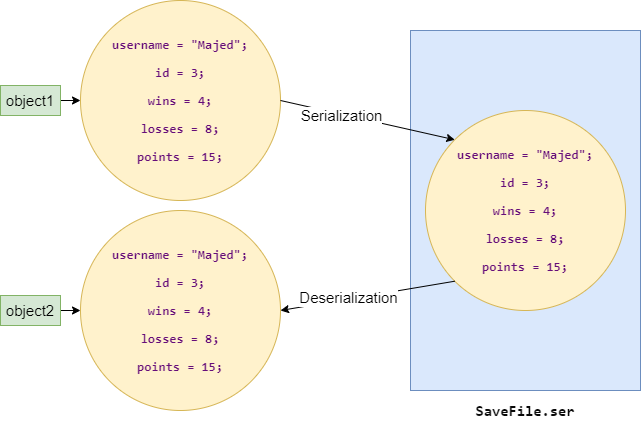 object1
username = "Majed";
id = 3;
wins = 4;
losses = 8;
points = 15;
Serialization
username = "Majed";
id = 3;
wins = 4;
losses = 8;
points = 15;
Deserialization
object2
username = "Majed";
id = 3;
wins = 4;
losses = 8;
points = 15;
SaveFile.ser